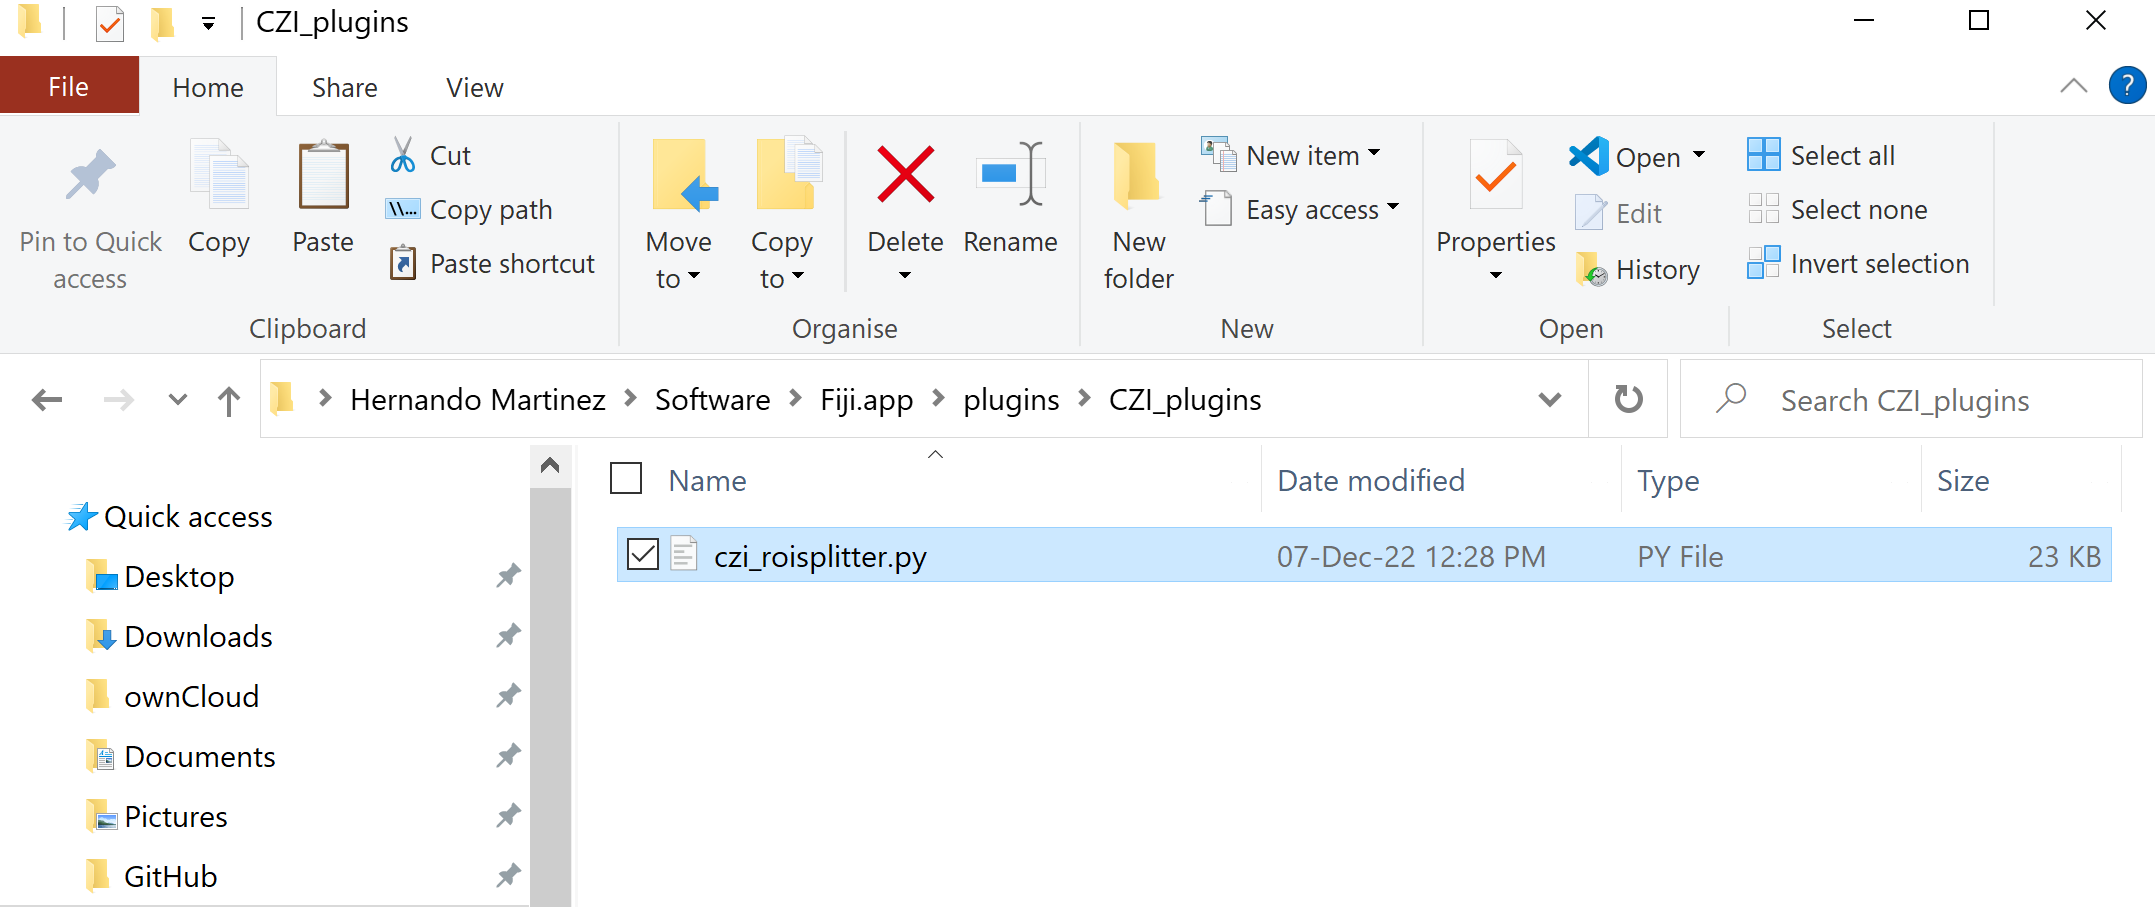 CZI_plugins
File Home Share View
?
Pin to Quick access
Copy
Paste
Cut
\\... Copy path
Paste shortcut
Clipboard
Move to
Copy to
Delete
Rename
Organise
New folder
New item
Easy access
New
Properties
Open
Edit
History
Open
Select all
Select none
Invert selection
Select
Hernando Martinez Software Fiji.app plugins CZI_plugins
Search CZI_plugins
Quick access
Desktop
Downloads
ownCloud
Documents
Pictures
GitHub
Name Date modified Type Size
czi_roisplitter.py 07-Dec-22 12:28 PM PY File 23 KB